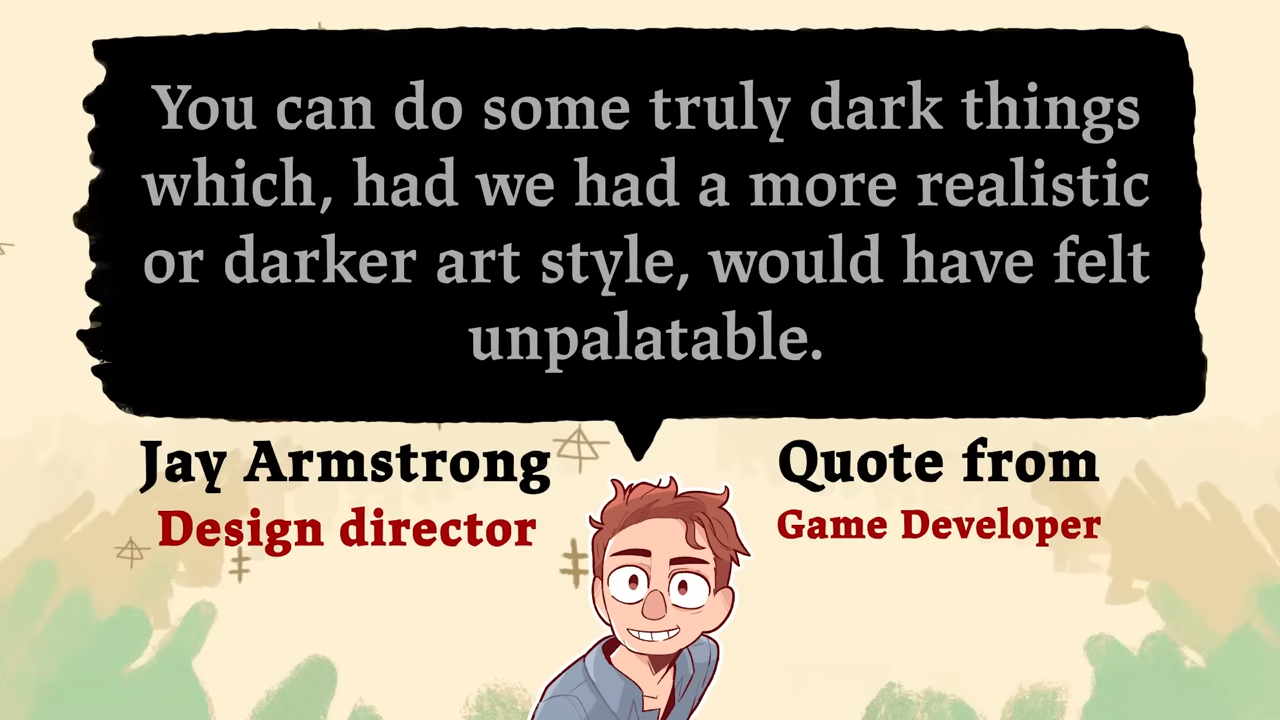 You can do some truly dark things
which, had we had a more realistic
or darker art style, would have felt
unpalatable.
Jay Armstrong
Design director
Quote from
Game Developer